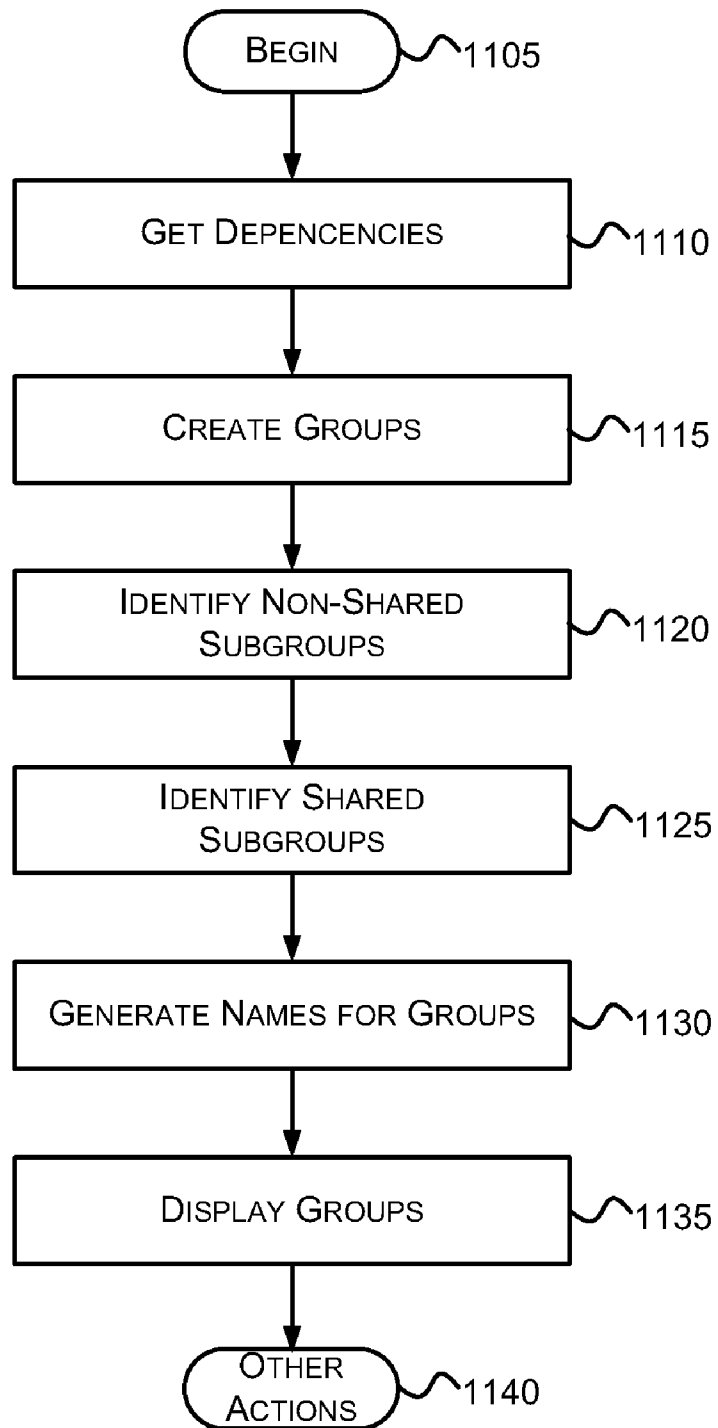 BEGIN
1105
GET DEPENCENCIES
1110
CREATE GROUPS
1115
IDENTIFY NON-SHARED
SUBGROUPS
1120
IDENTIFY SHARED
SUBGROUPS
1125
GENERATE NAMES FOR GROUPS
1130
DISPLAY GROUPS
1135
OTHER
ACTIONS
1140